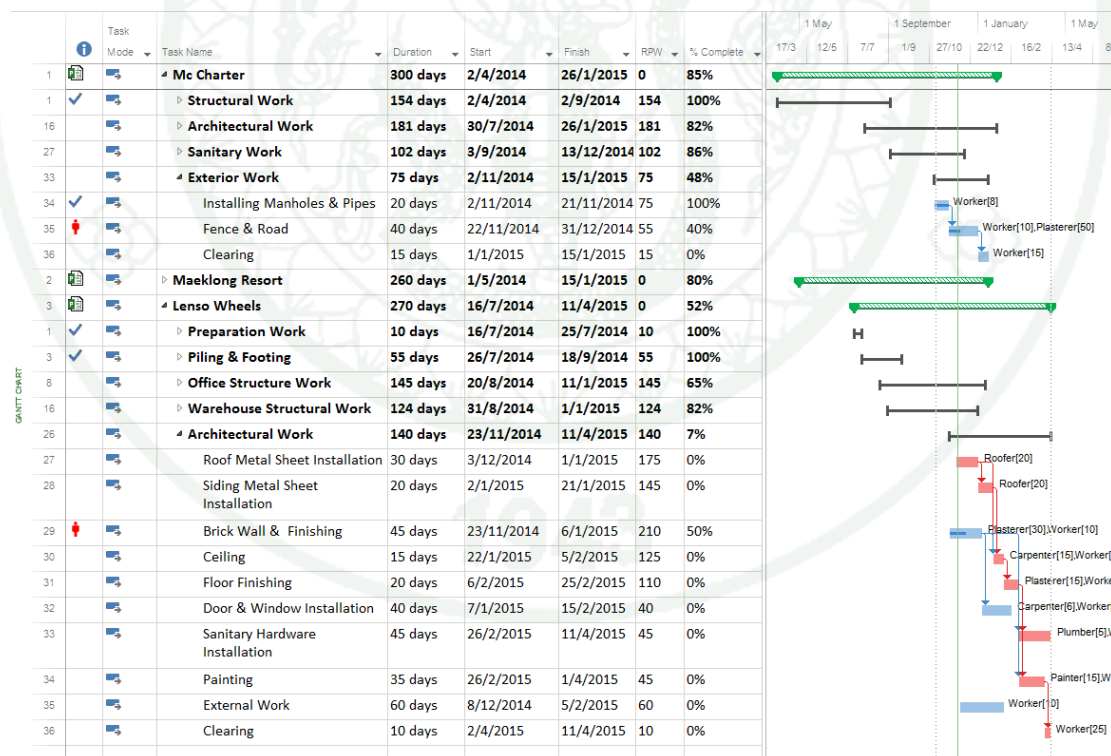 Task
Mode Task Name Duration Start Finish RPW % Complete
1 May 1 September 1 January 1 May
17/3 12/5 7/7 1/9 27/10 22/12 16/2 13/4 8
1 Mc Charter 300 days 2/4/2014 26/1/2015 0 85%
1 Structural Work 154 days 2/4/2014 2/9/2014 154 100%
16 Architectural Work 181 days 30/7/2014 26/1/2015 181 82%
27 Sanitary Work 102 days 3/9/2014 13/12/2014 102 86%
33 Exterior Work 75 days 2/11/2014 15/1/2015 75 48%
34 Installing Manholes & Pipes 20 days 2/11/2014 21/11/2014 75 100% Worker[8]
35 Fence & Road 40 days 22/11/2014 31/12/2014 55 40% Worker[10],Plasterer[50]
36 Clearing 15 days 1/1/2015 15/1/2015 15 0% Worker[15]
2 Maeklong Resort 260 days 1/5/2014 15/1/2015 0 80%
3 Lenso Wheels 270 days 16/7/2014 11/4/2015 0 52%
1 Preparation Work 10 days 16/7/2014 25/7/2014 10 100%
3 Piling & Footing 55 days 26/7/2014 18/9/2014 55 100%
8 Office Structure Work 145 days 20/8/2014 11/1/2015 145 65%
16 Warehouse Structural Work 124 days 31/8/2014 1/1/2015 124 82%
26 Architectural Work 140 days 23/11/2014 11/4/2015 140 7%
27 Roof Metal Sheet Installation 30 days 3/12/2014 1/1/2015 175 0% Roofer[20]
28 Siding Metal Sheet 20 days 2/1/2015 21/1/2015 145 0% Roofer[20]
Installation
29 Brick Wall & Finishing 45 days 23/11/2014 6/1/2015 210 50% Plasterer[30],Worker[10]
30 Ceiling 15 days 22/1/2015 5/2/2015 125 0% Carpenter[15],Worker[
31 Floor Finishing 20 days 6/2/2015 25/2/2015 110 0% Plasterer[15],Worke
32 Door & Window Installation 40 days 7/1/2015 15/2/2015 40 0% Carpenter[6],Worker
33 Sanitary Hardware 45 days 26/2/2015 11/4/2015 45 0% Plumber[5],W
Installation
34 Painting 35 days 26/2/2015 1/4/2015 45 0% Painter[15],W
35 External Work 60 days 8/12/2014 5/2/2015 60 0% Worker[10]
36 Clearing 10 days 2/4/2015 11/4/2015 10 0% Worker[25]
GANTT CHART
1943